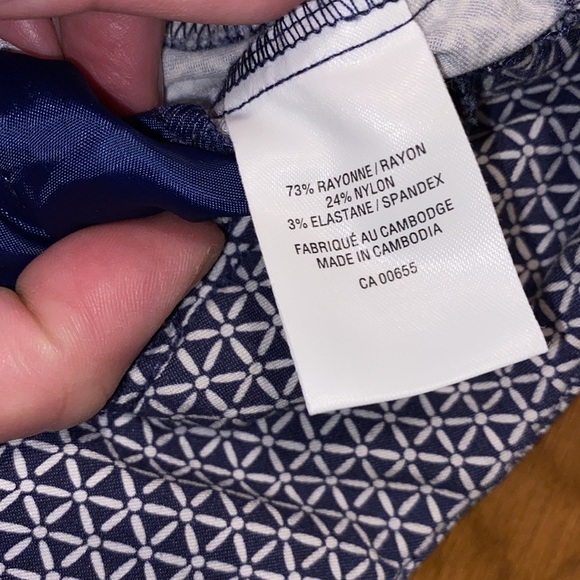 73% RAYONNE / RAYON
24% NYLON
3% ELASTANE / SPANDEX
FABRIQUÉ AU CAMBODGE
MADE IN CAMBODIA
CA 00655